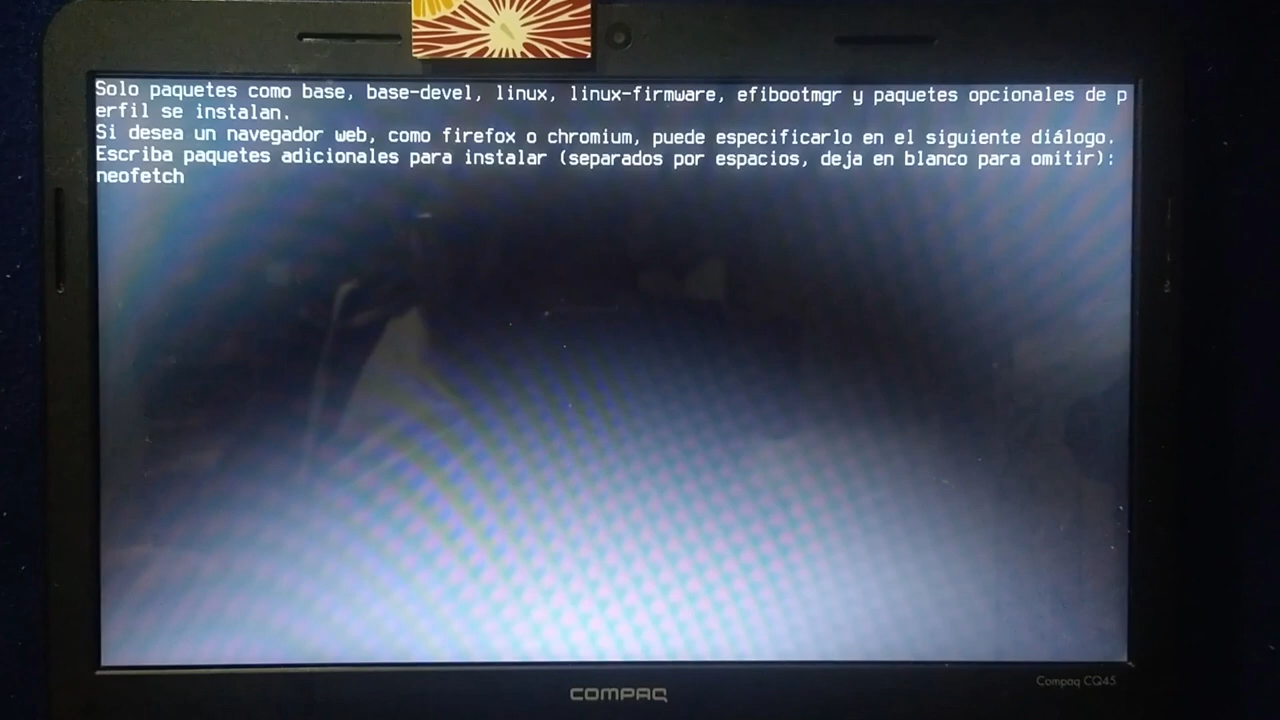 Solo paquetes como base, base-devel, linux, linux-firmware, efibootmgr y paquetes opcionales de p
erfil se instalan.
Si desea un navegador web, como firefox o chromium, puede especificarlo en el siguiente diálogo.
Escriba paquetes adicionales para instalar (separados por espacios, deja en blanco para omitir):
neofetch
Compaq CQ45
COMPAQ